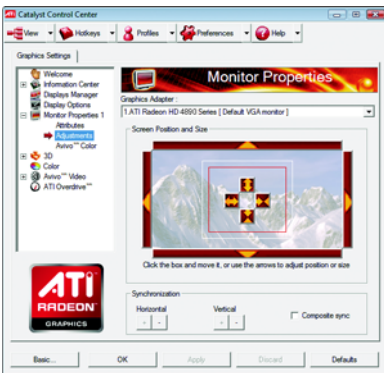 Catalyst Control Center
View Hotkeys Profiles Preferences Help
Graphics Settings
Welcome
Information Center
Displays Manager
Display Options
Monitor Properties 1
Attributes
Adjustments
Avivo™ Color
3D
Color
Avivo™ Video
ATI Overdrive™
ATI
RADEON
GRAPHICS
Monitor Properties
Graphics Adapter :
1.ATI Radeon HD 4890 Series [ Default VGA monitor ]
Screen Position and Size
Click the box and move it, or use the arrows to adjust position or size
Synchronization
Horizontal Vertical
- - - -
Composite sync
Basic... OK Apply Discard Defaults